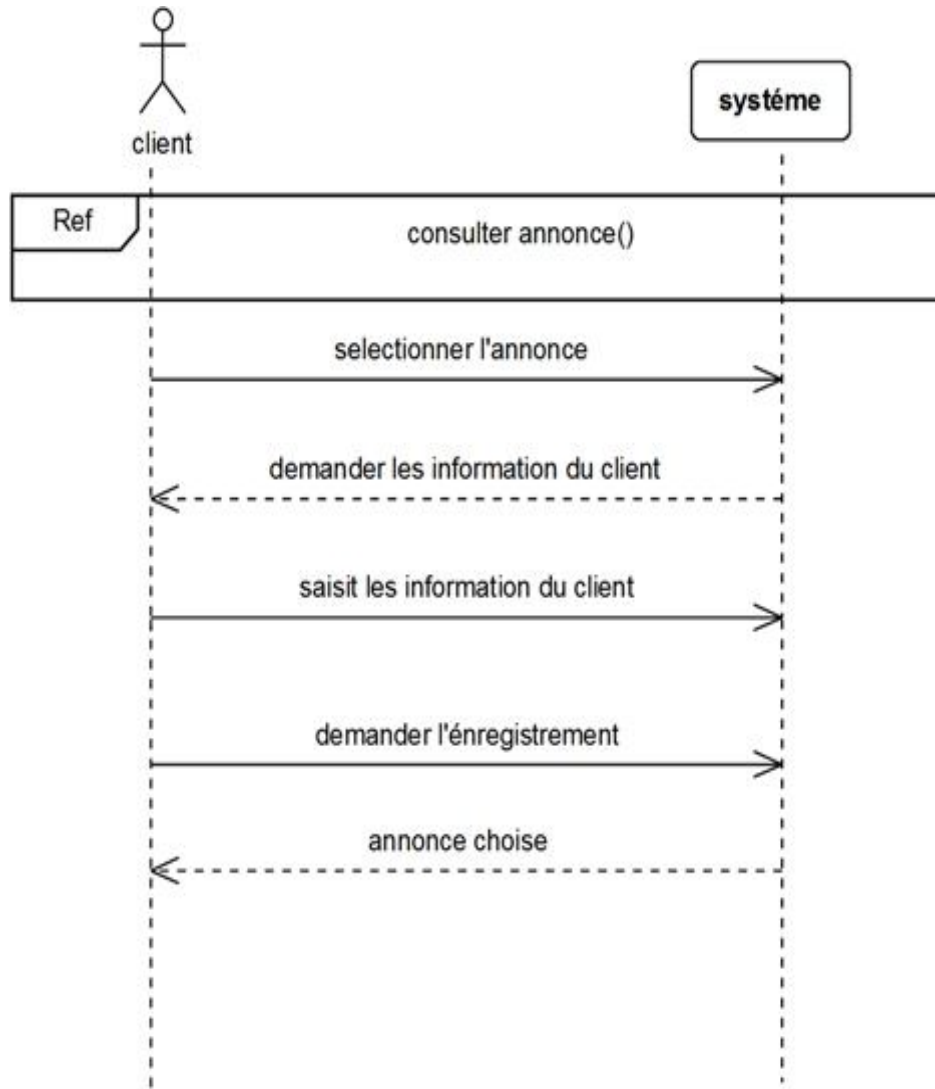 client
systéme
Ref
consulter annonce()
selectionner l'annonce
demander les information du client
saisit les information du client
demander l'énregistrement
annonce choise